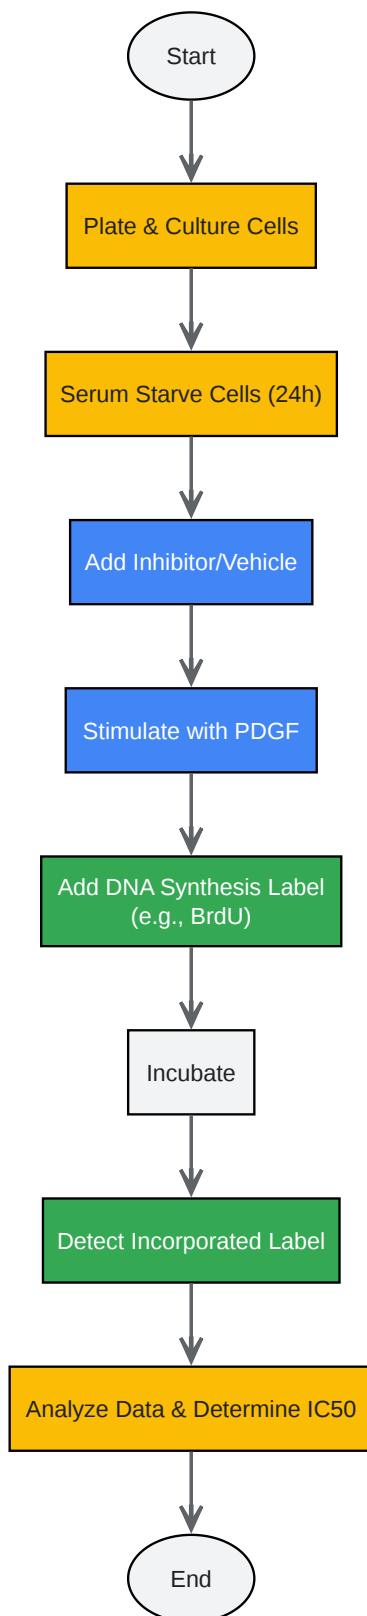 Start
Plate & Culture Cells
Serum Starve Cells (24h)
Add Inhibitor/Vehicle
Stimulate with PDGF
Add DNA Synthesis Label
(e.g., BrdU)
Incubate
Detect Incorporated Label
Analyze Data & Determine IC50
End